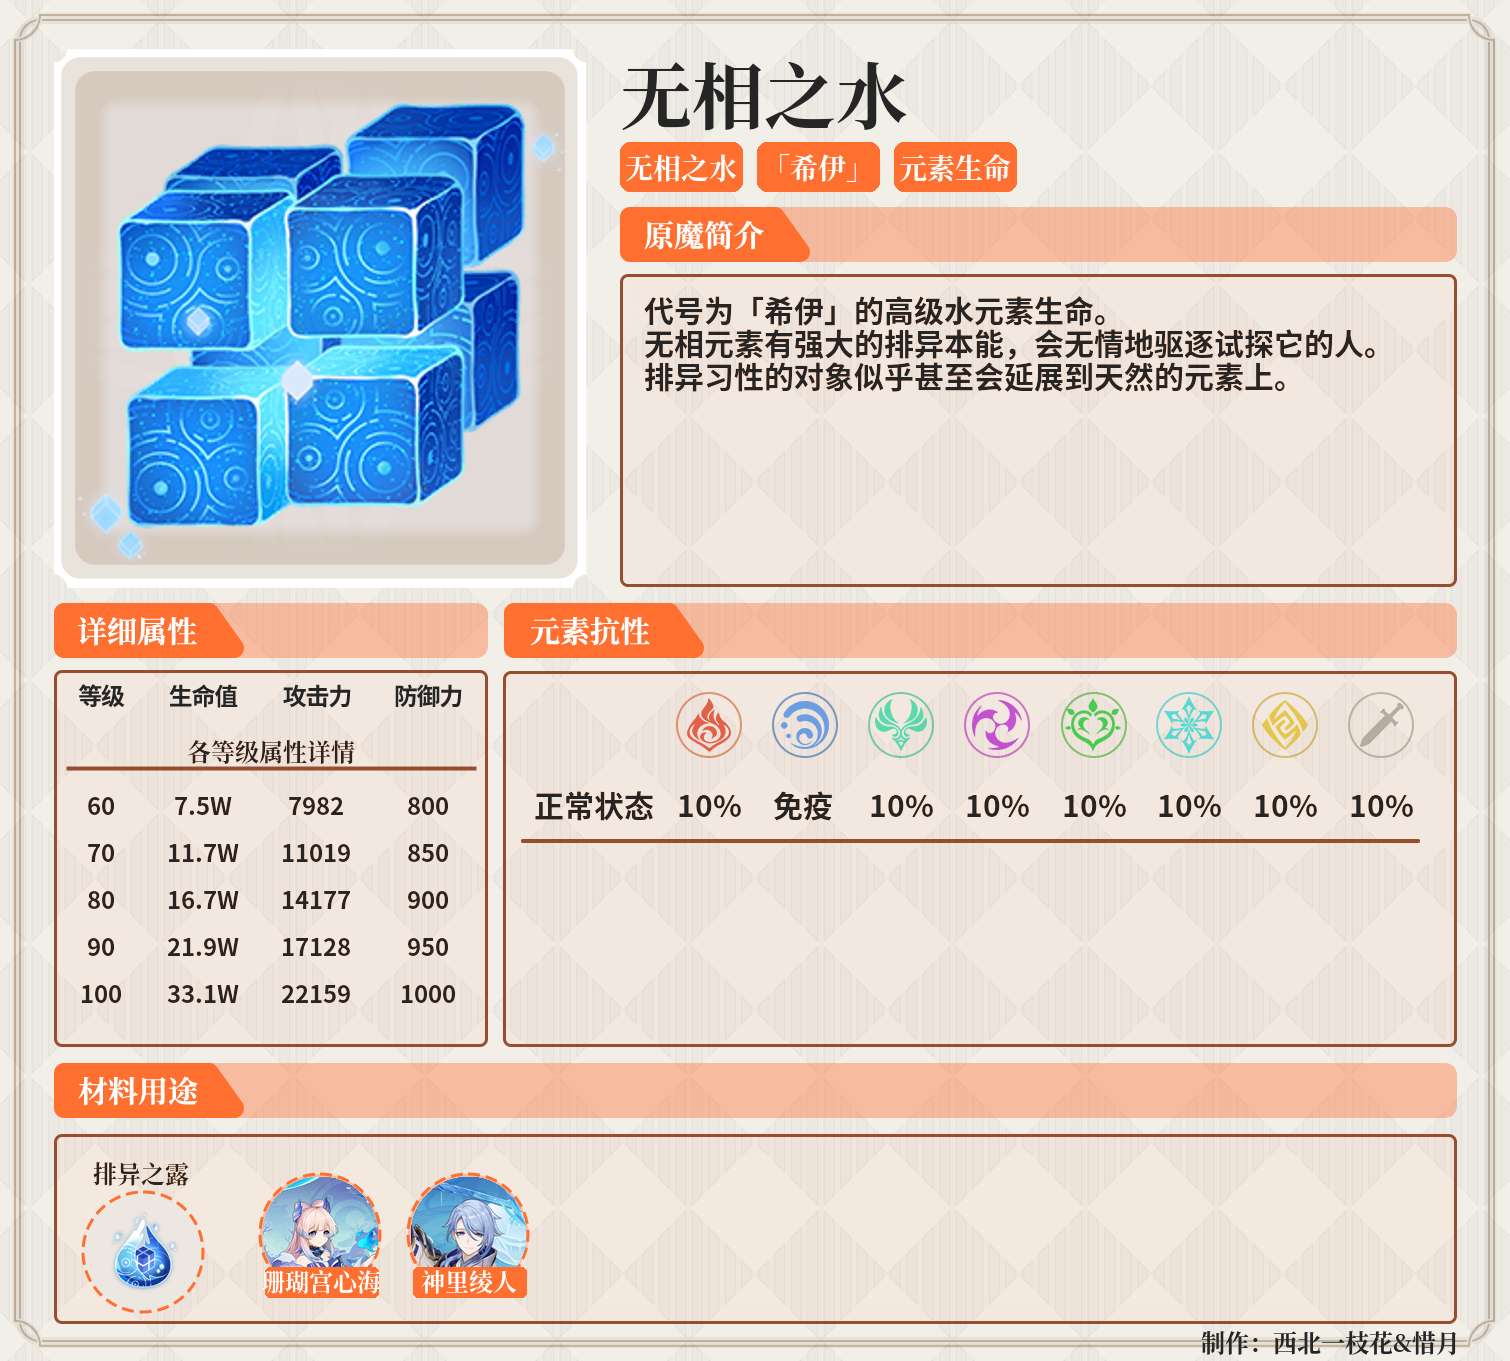 无相之水
无相之水 「希伊」 元素生命
原魔简介
代号为「希伊」的高级水元素生命。
无相元素有强大的排异本能，会无情地驱逐试探它的人。
排异习性的对象似乎甚至会延展到天然的元素上。
详细属性
等级 生命值 攻击力 防御力
各等级属性详情
60 7.5W 7982 800
70 11.7W 11019 850
80 16.7W 14177 900
90 21.9W 17128 950
100 33.1W 22159 1000
元素抗性
正常状态 10% 免疫 10% 10% 10% 10% 10% 10%
材料用途
排异之露
珊瑚宫心海 神里绫人
制作：西北一枝花&惜月